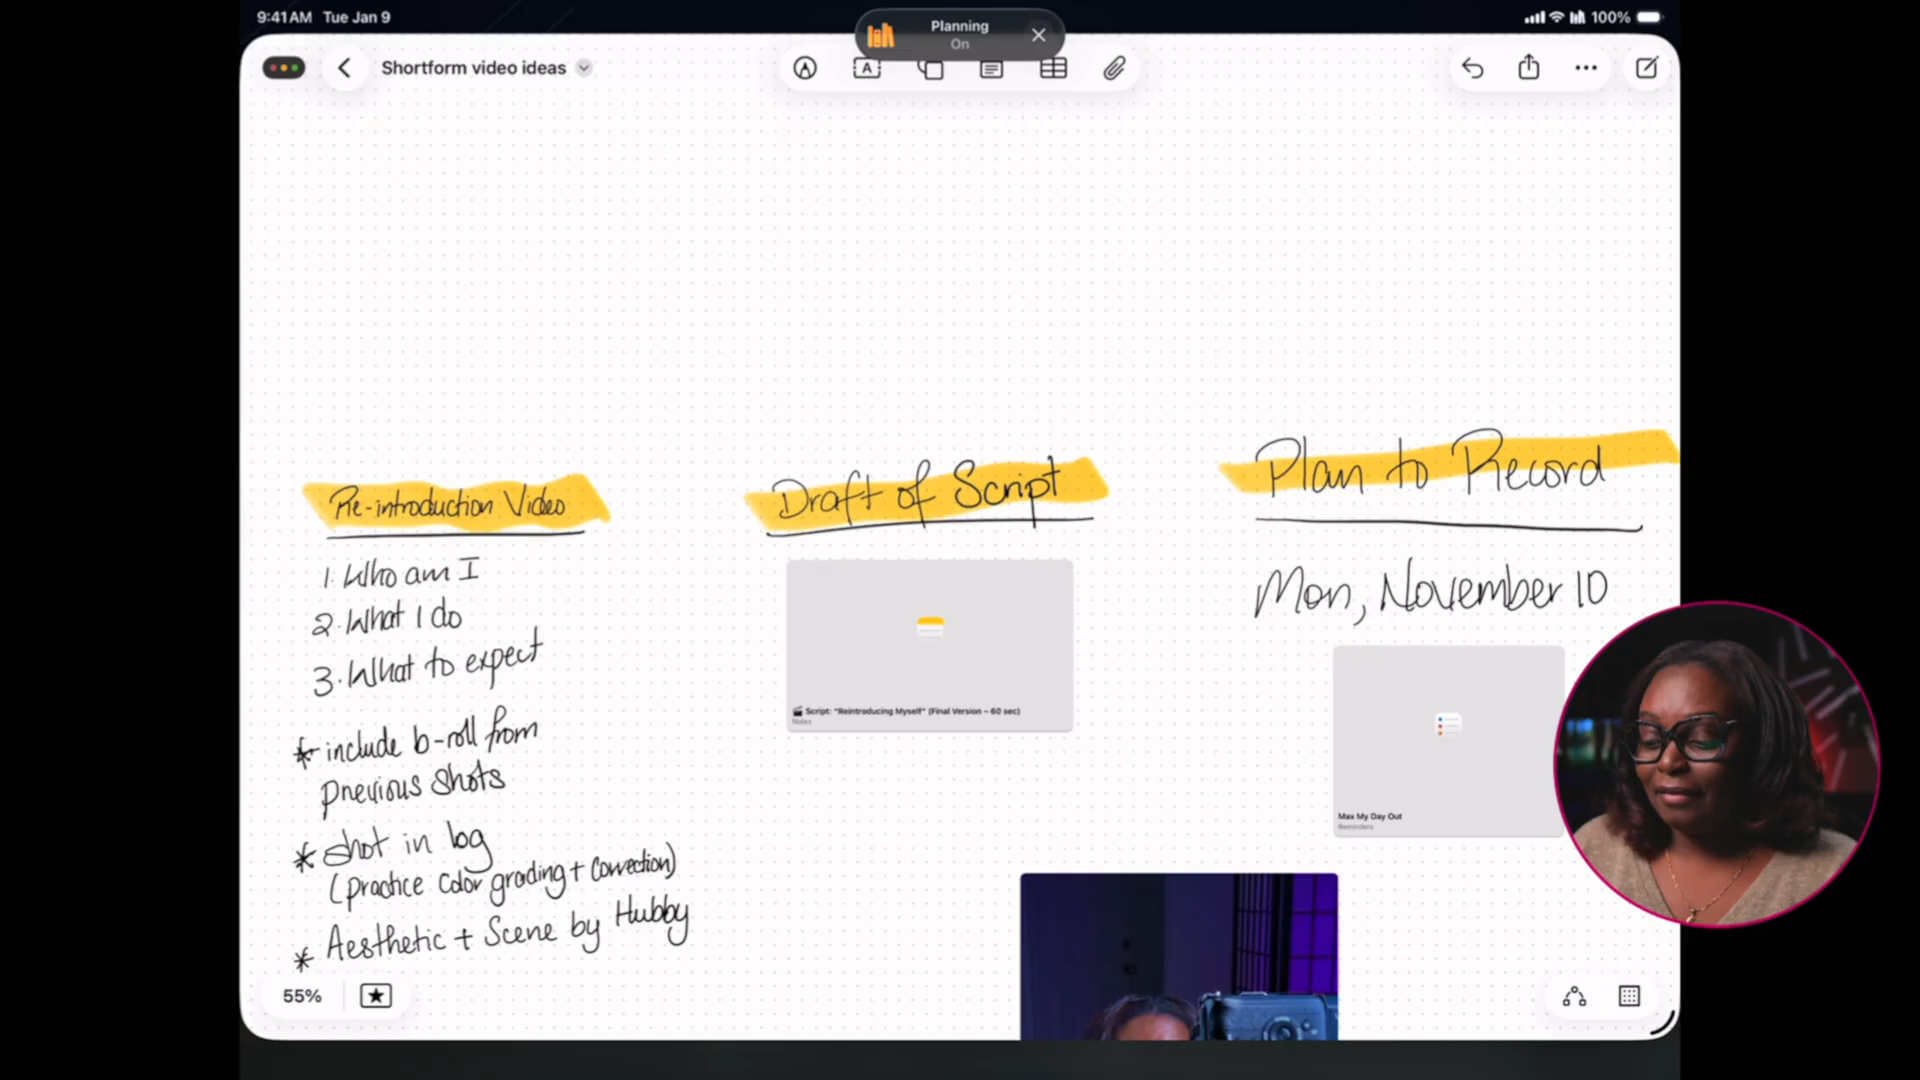 9:41 AM Tue Jan 9
Planning
On
100%
Shortform video ideas
A
Re-introduction Video
1. Who am I
2. What I do
3. What to expect
* include b-roll from
previous shots
* shot in log
(practice color grading + correction)
* Aesthetic + Scene by Hubby
Draft of Script
Script: "Reintroducing Myself" (Final Version – 60 sec)
Notes
Plan to Record
Mon, November 10
Max My Day Out
Reminders
55%